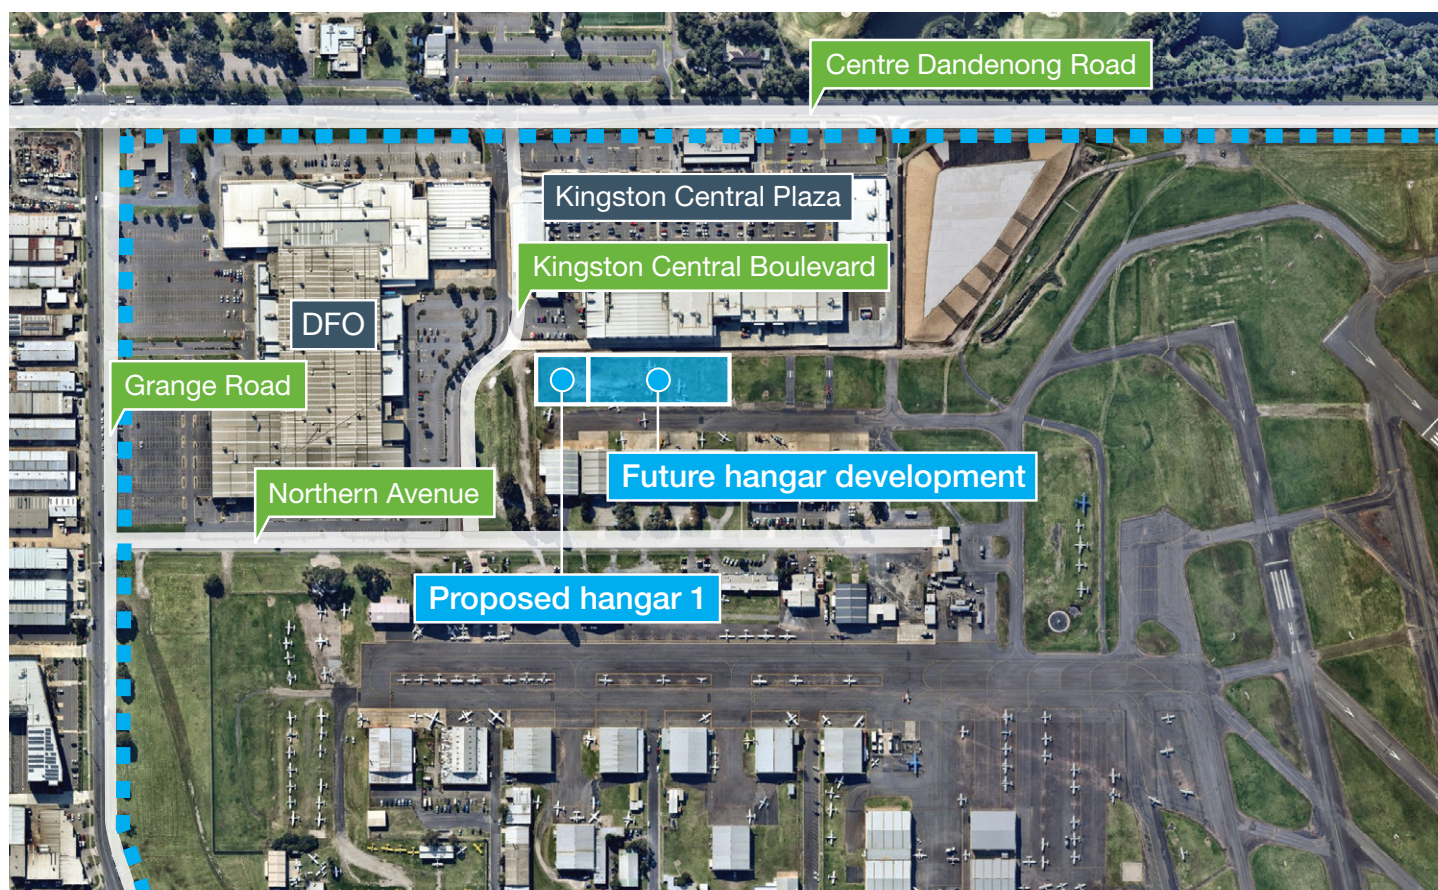 Centre Dandenong Road
Kingston Central Plaza
Kingston Central Boulevard
DFO
Grange Road
Future hangar development
Northern Avenue
Proposed hangar 1